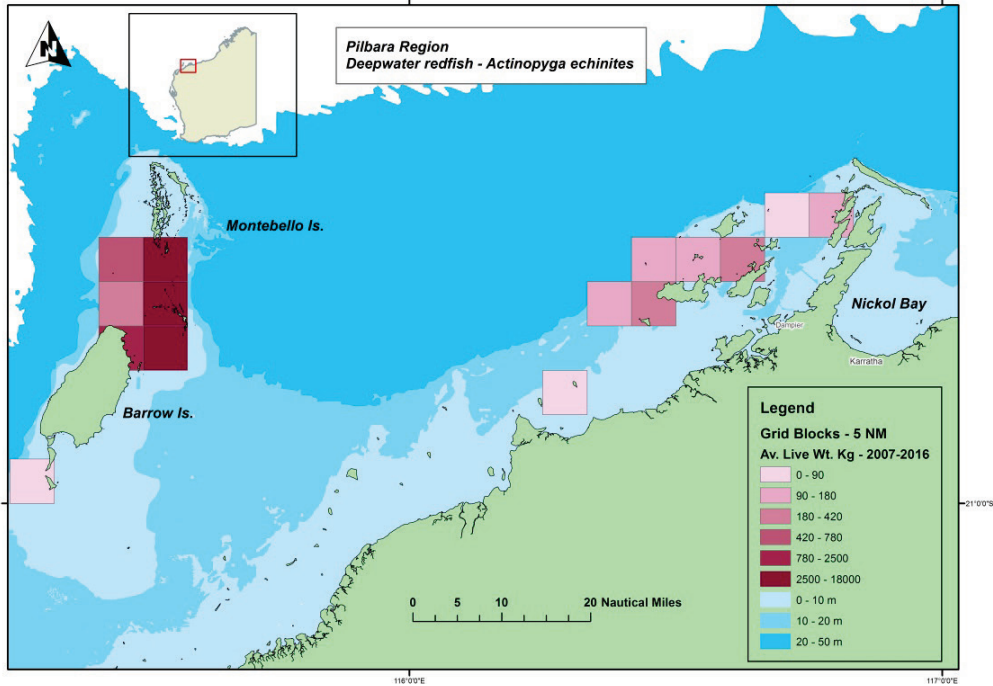 N
Pilbara Region
Deepwater redfish - Actinopyga echinites
Montebello Is.
Nickol Bay
Dampier
Karratha
Barrow Is.
Legend
Grid Blocks - 5 NM
Av. Live Wt. Kg - 2007-2016
0 - 90
90 - 180
180 - 420
420 - 780
780 - 2500
2500 - 18000
0 - 10 m
10 - 20 m
20 - 50 m
21°0'0"S
0 5 10 20 Nautical Miles
116°0'0"E
117°0'0"E